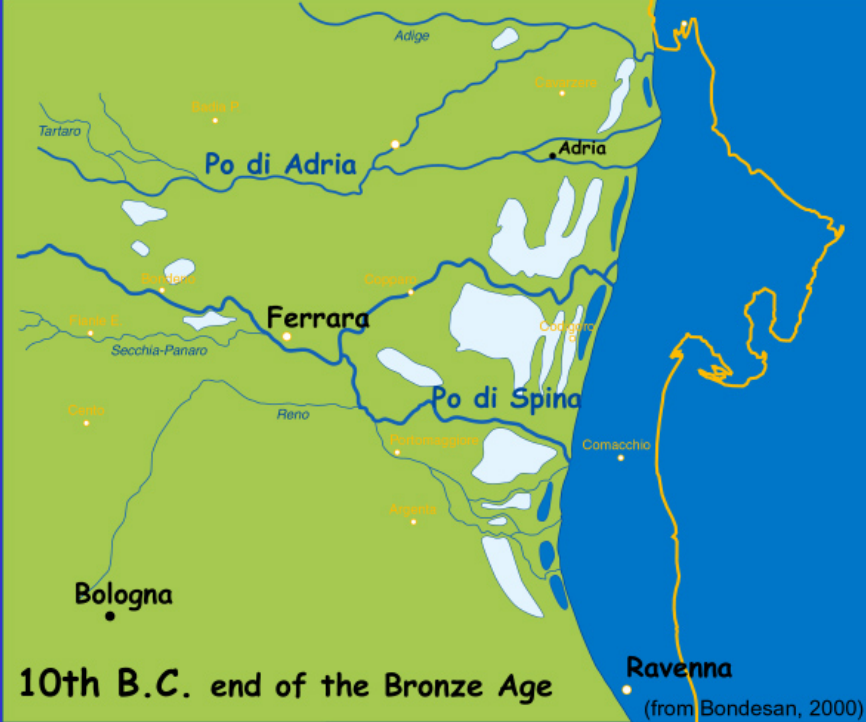 Adige
Cavarzere
Badia P.
Tartaro
Adria
Po di Adria
Bondeno
Copparo
Ferrara
Codigoro
Finale E.
Secchia-Panaro
Po di Spina
Cento
Reno
Portomaggiore
Comacchio
Argenta
Bologna
10th B.C. end of the Bronze Age
Ravenna
(from Bondesan, 2000)